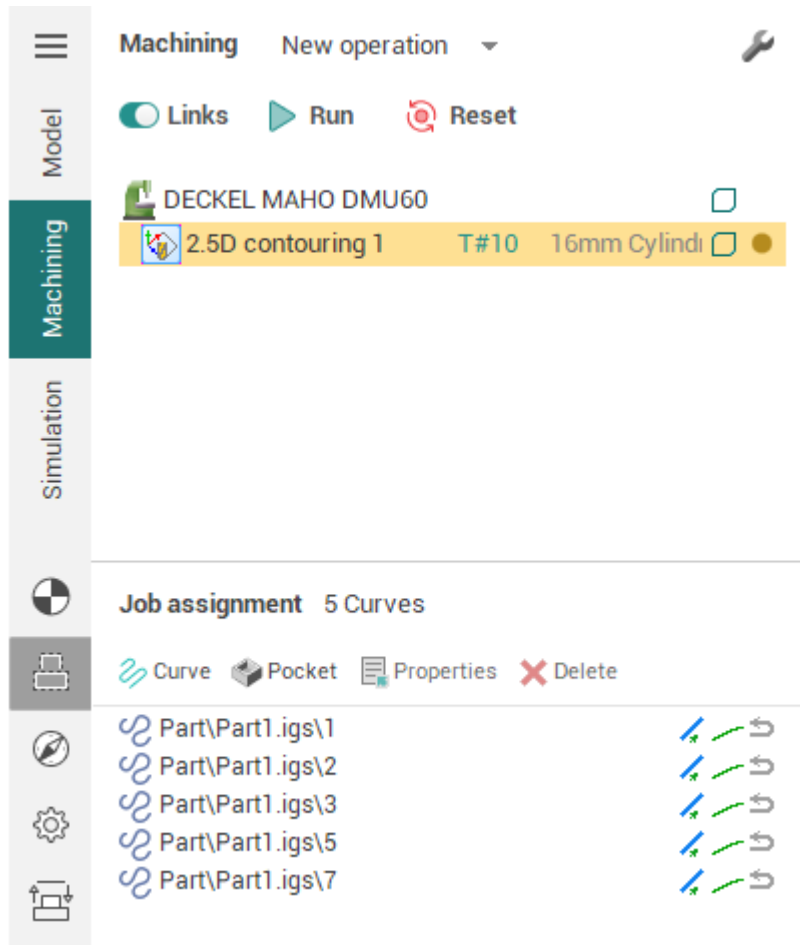 Machining New operation
Links Run Reset
Model
Machining
Simulation
DECKEL MAHO DMU60
2.5D contouring 1 T#10 16mm Cylind
Job assignment 5 Curves
Curve Pocket Properties Delete
Part\Part1.igs\1
Part\Part1.igs\2
Part\Part1.igs\3
Part\Part1.igs\5
Part\Part1.igs\7